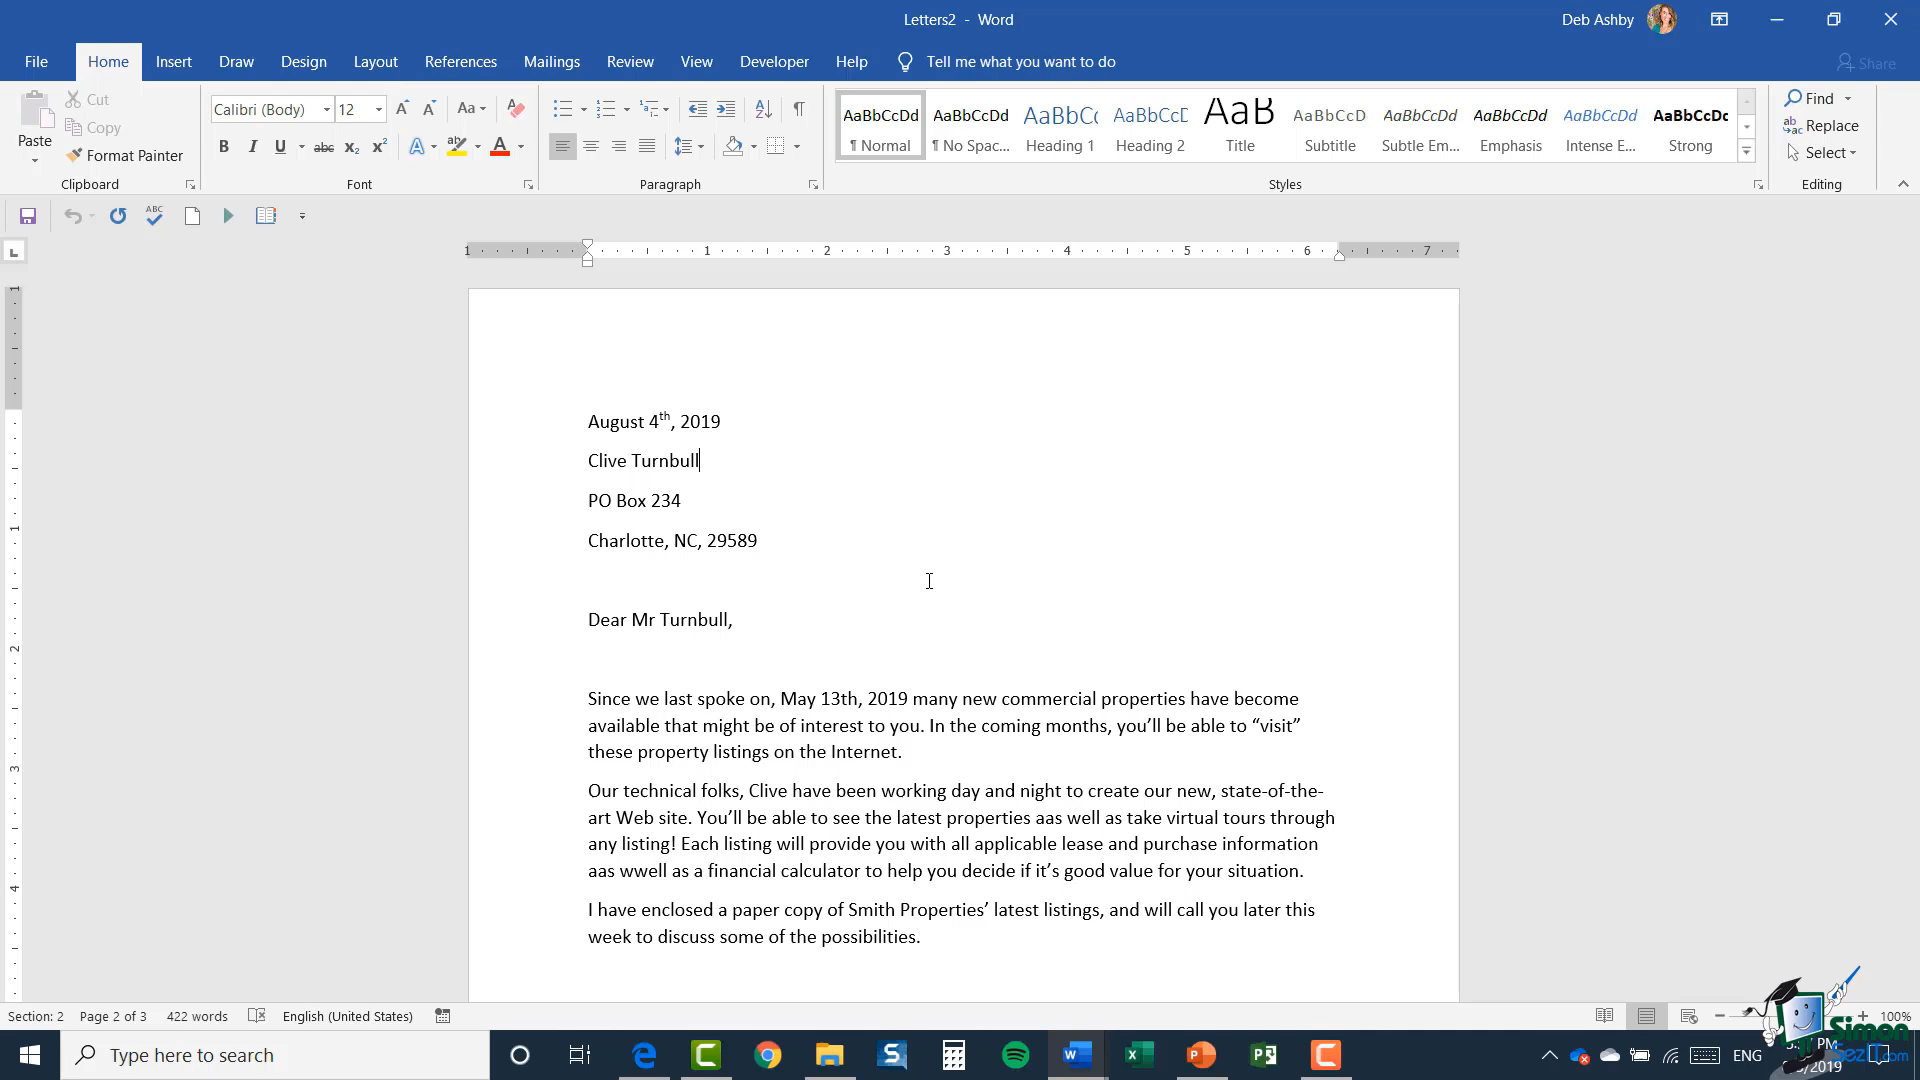 Letters2 - Word
Deb Ashby
File
Home
Insert
Draw
Design
Layout
References
Mailings
Review
View
Developer
Help
Tell me what you want to do
Share
Paste
Cut
Copy
Format Painter
Clipboard
Calibri (Body)
12
Font
Paragraph
AaBbCcDd
¶ Normal
AaBbCcDd
¶ No Spac...
AaBbCc
Heading 1
AaBbCcD
Heading 2
AaB
Title
AaBbCcD
Subtitle
AaBbCcDd
Subtle Em...
AaBbCcDd
Emphasis
AaBbCcDd
Intense E...
AaBbCcDc
Strong
Styles
Find
Replace
Select
Editing
1 1 2 3 4 5 6 7
August 4th, 2019
Clive Turnbull
PO Box 234
Charlotte, NC, 29589
Dear Mr Turnbull,
Since we last spoke on, May 13th, 2019 many new commercial properties have become
available that might be of interest to you. In the coming months, you’ll be able to “visit”
these property listings on the Internet.
Our technical folks, Clive have been working day and night to create our new, state-of-the-
art Web site. You’ll be able to see the latest properties aas well as take virtual tours through
any listing! Each listing will provide you with all applicable lease and purchase information
aas wwell as a financial calculator to help you decide if it’s good value for your situation.
I have enclosed a paper copy of Smith Properties’ latest listings, and will call you later this
week to discuss some of the possibilities.
Section: 2
Page 2 of 3
422 words
English (United States)
100%
Type here to search
ENG
Simon
SezIT.com